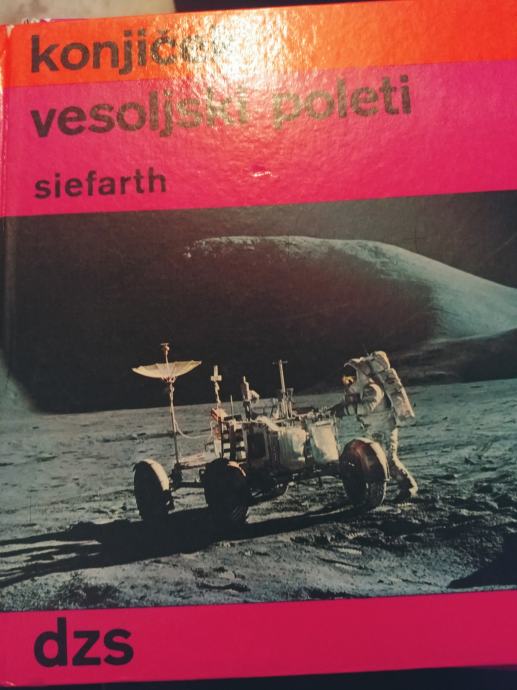 konjiček
vesoljski poleti
siefarth
dzs